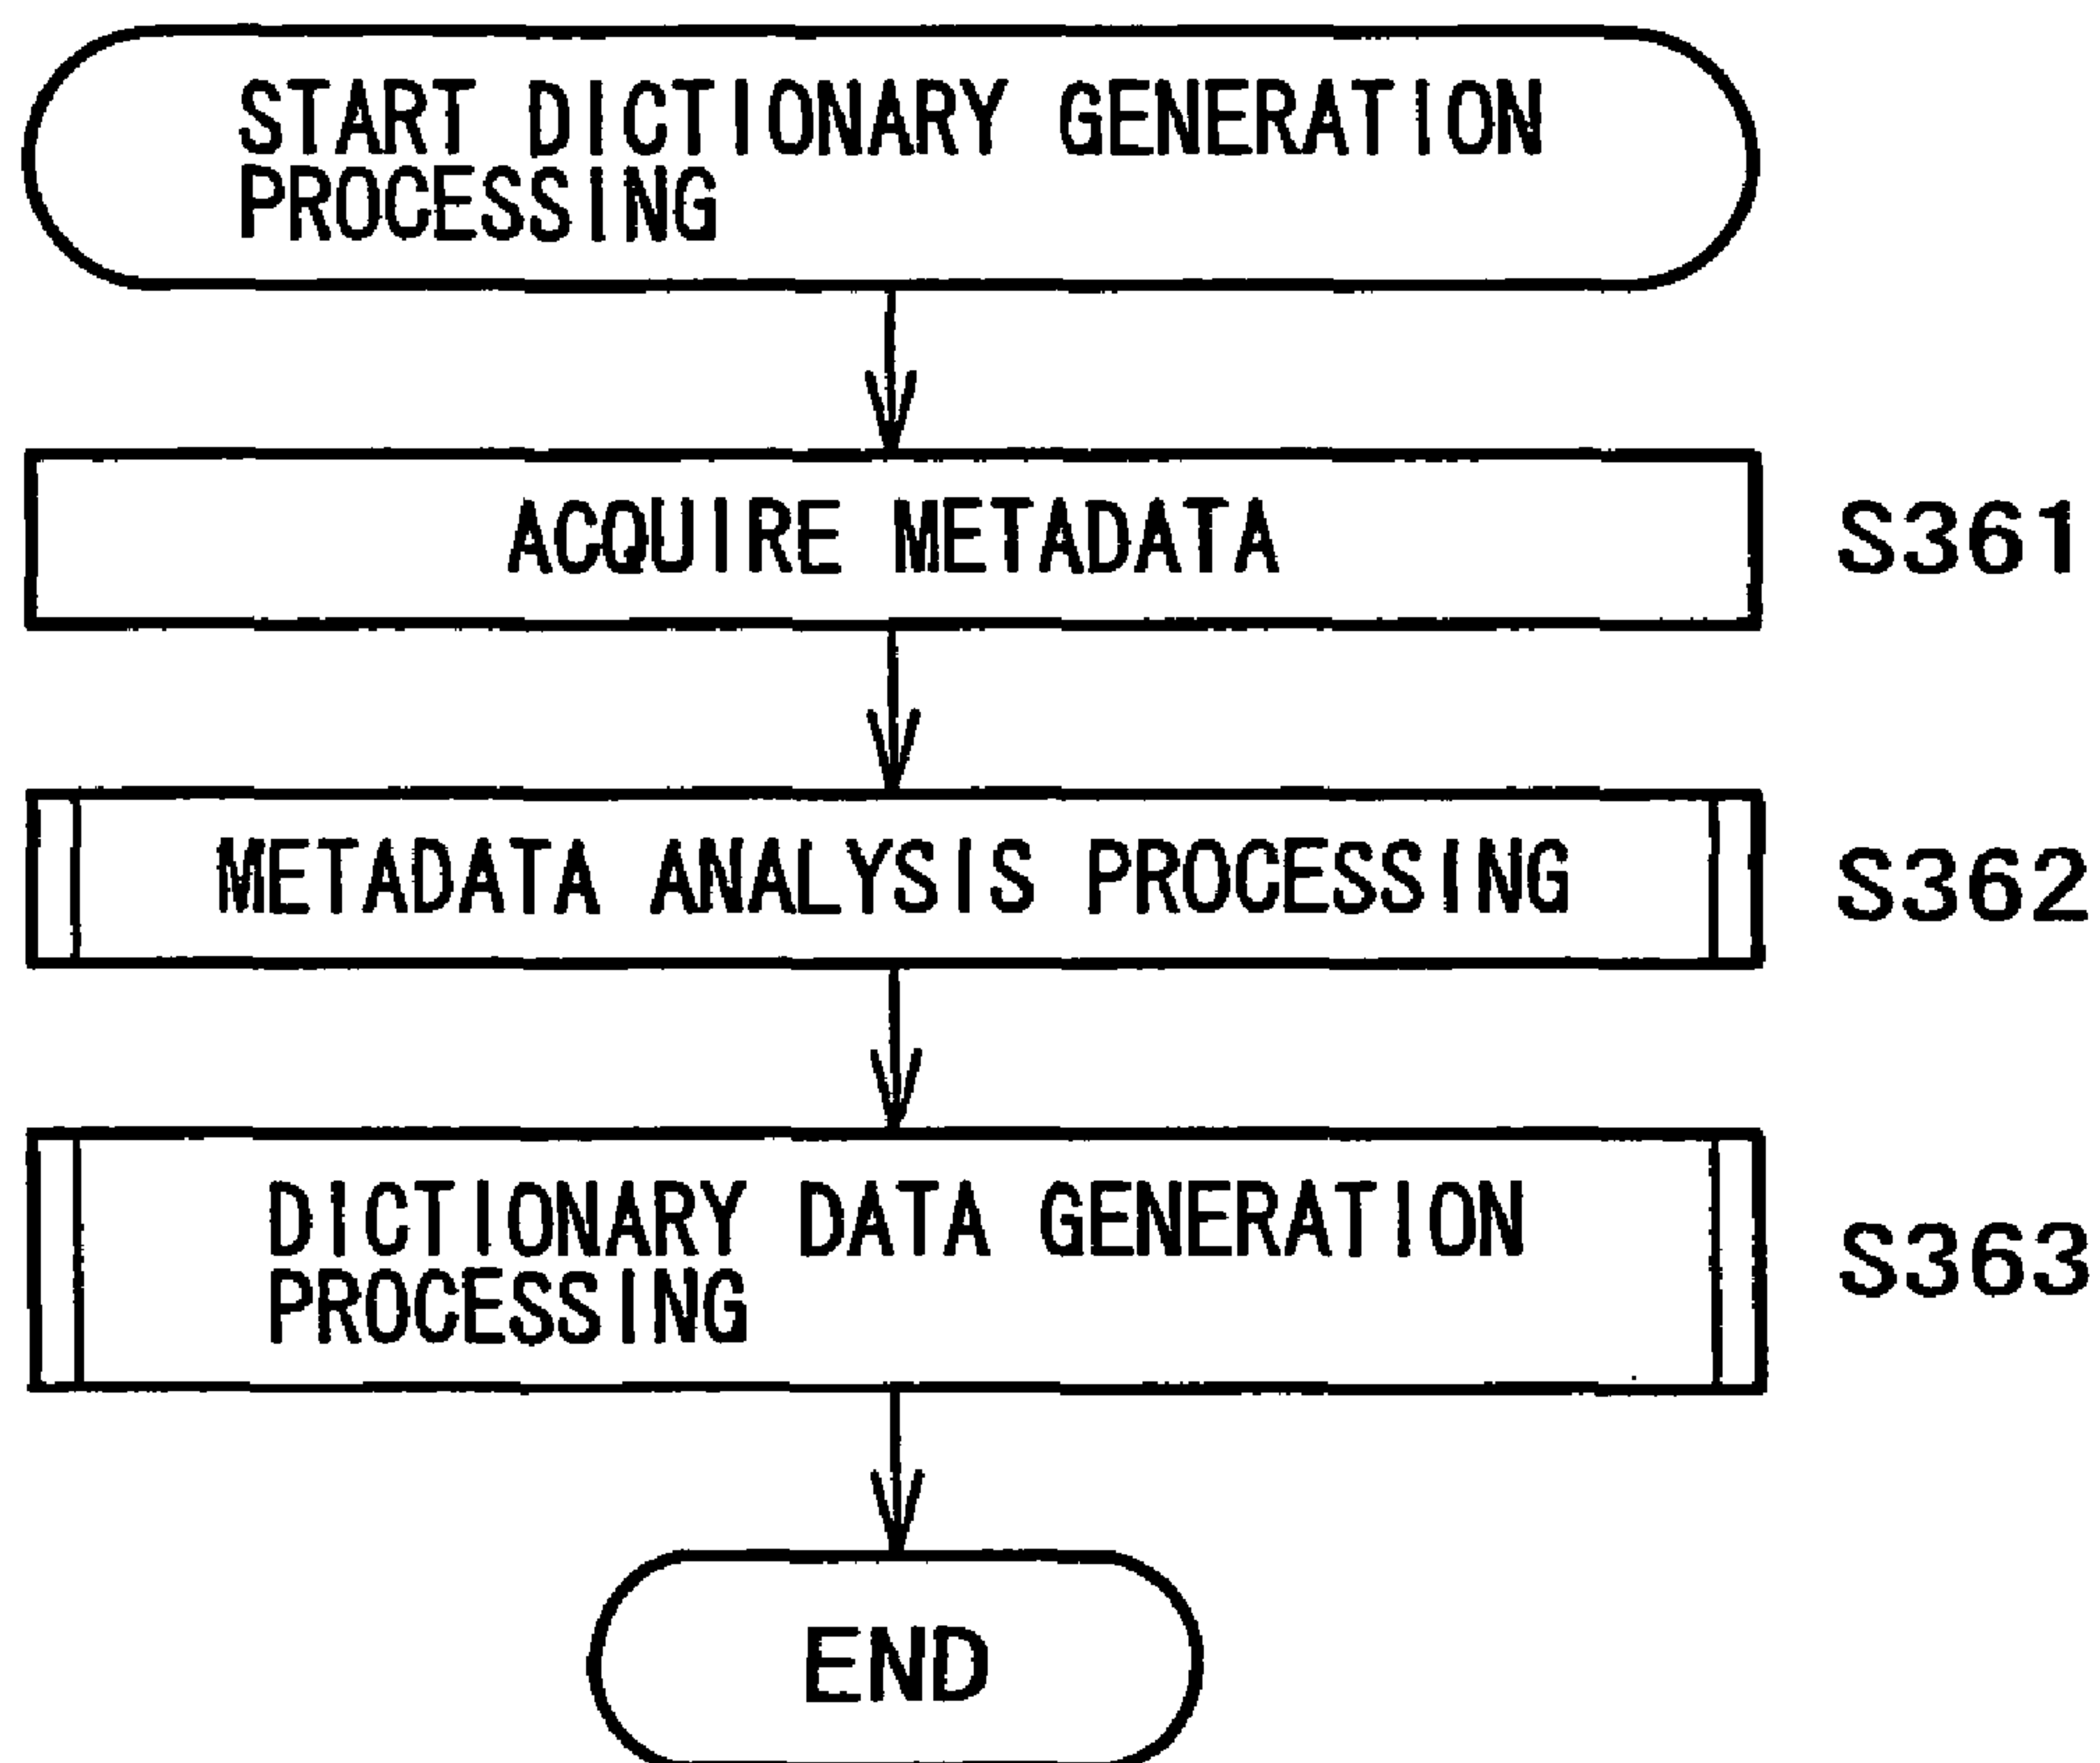 START DICTIONARY GENERATION
PROCESSING
ACQUIRE METADATA
S361
METADATA ANALYSIS PROCESSING
S362
DICTIONARY DATA GENERATION
PROCESSING
S363
END